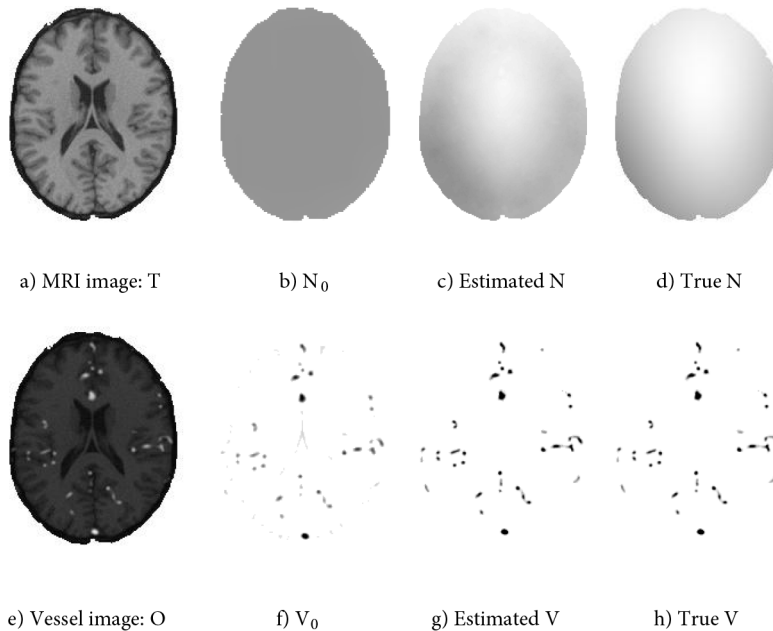 a) MRI image: T
b) N₀
c) Estimated N
d) True N
e) Vessel image: O
f) V₀
g) Estimated V
h) True V